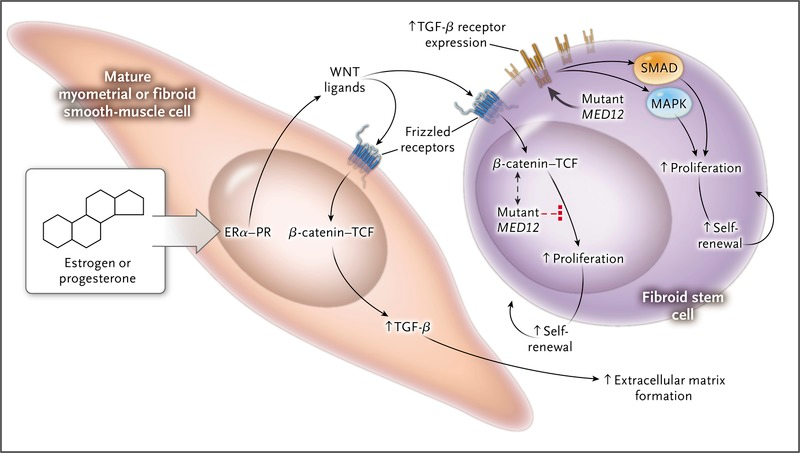 ↑TGF-β receptor
expression
Mature
myometrial or fibroid
smooth-muscle cell
WNT
ligands
Frizzled
receptors
SMAD
MAPK
Mutant
MED12
↑Proliferation
↑Self-
renewal
β-catenin–TCF
Mutant
MED12
↑Proliferation
Fibroid stem
cell
↑Self-
renewal
Estrogen or
progesterone
ERα–PR
β-catenin–TCF
↑TGF-β
↑Extracellular matrix
formation